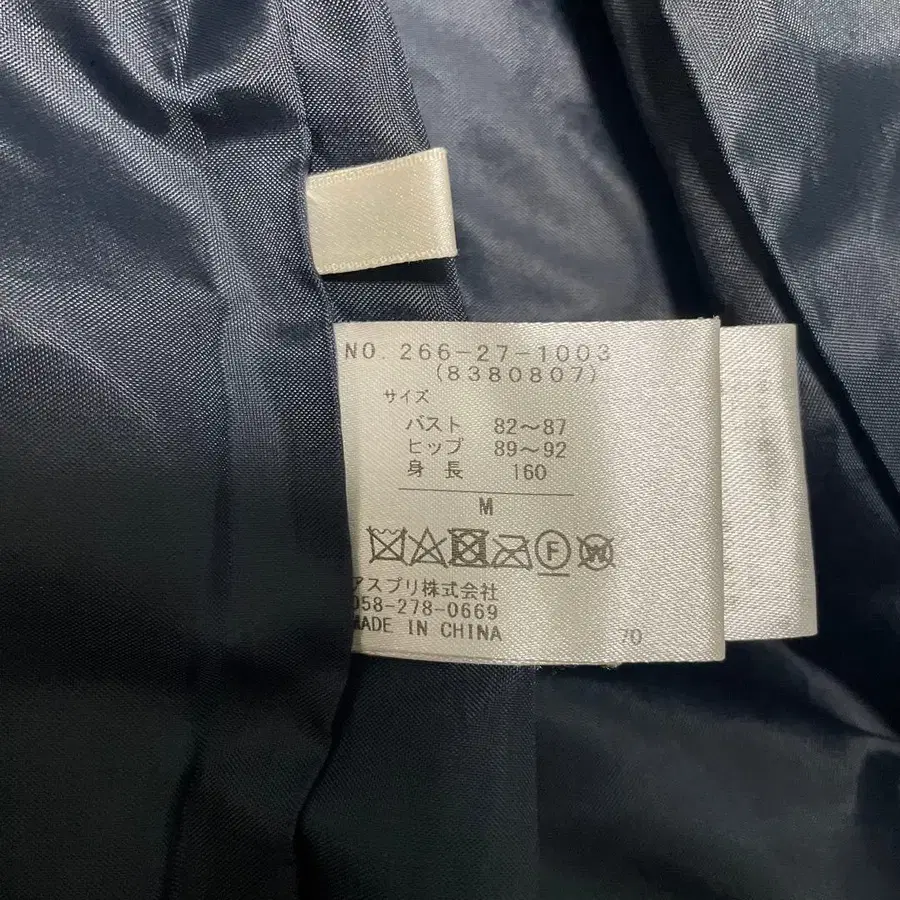 NO. 266-27-1003
(8380807)
サイズ
バスト 82～87
ヒップ 89～92
身長 160
M
F W
アスブリ株式会社
058-278-0669
MADE IN CHINA 70